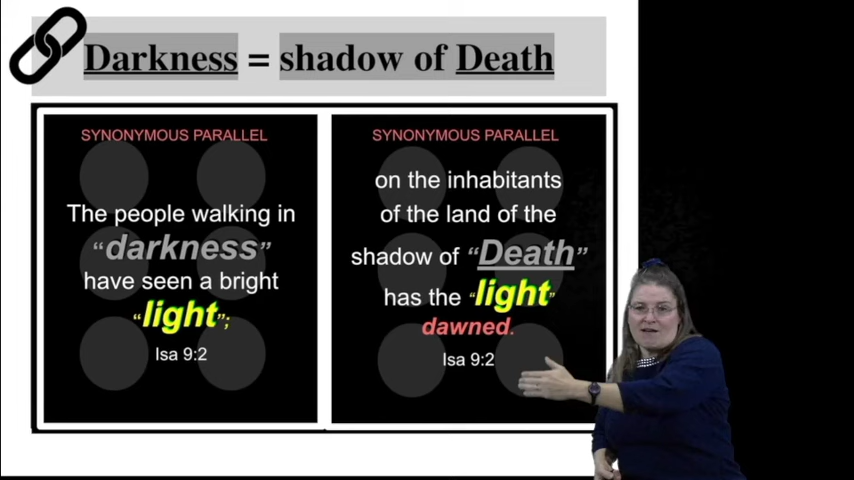 Darkness = shadow of Death
SYNONYMOUS PARALLEL
The people walking in
“darkness”
have seen a bright
“light”;
Isa 9:2
SYNONYMOUS PARALLEL
on the inhabitants
of the land of the
shadow of “Death”
has the “light”
dawned.
Isa 9:2